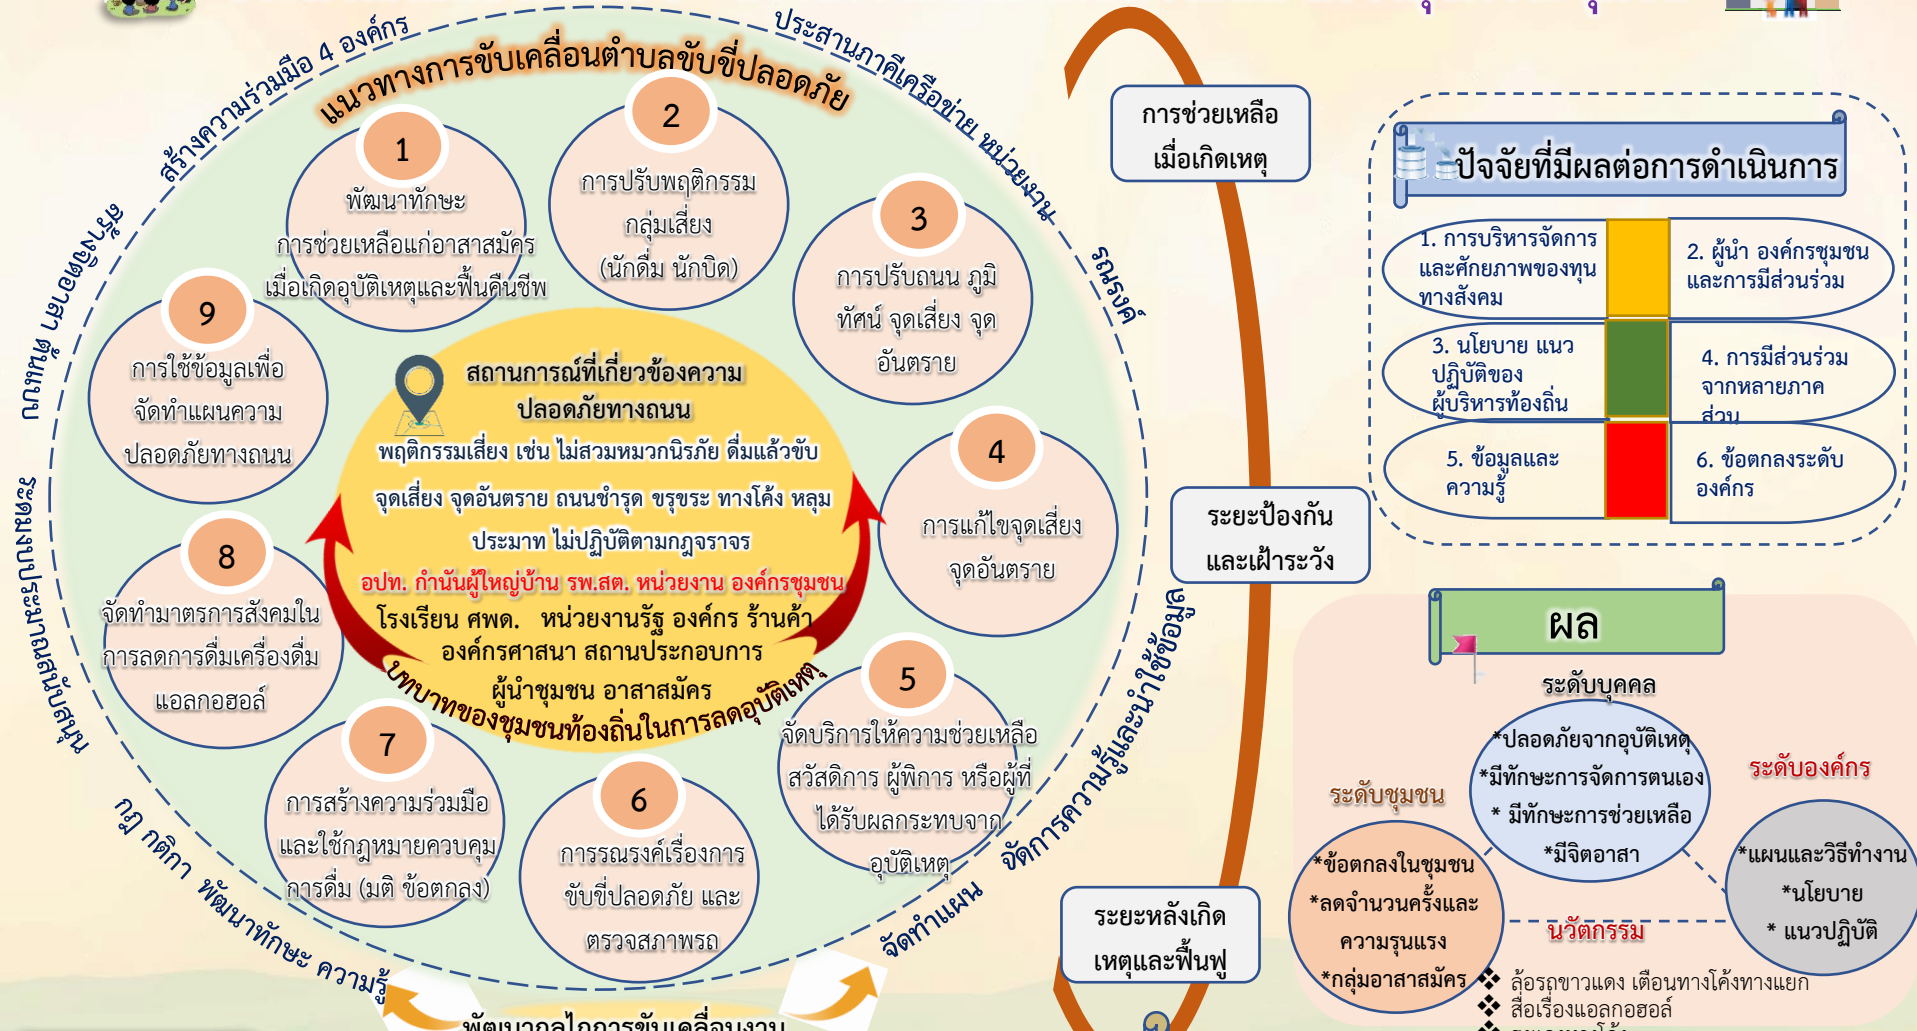 สร้างความร่วมมือ 4 องค์กร
ประสานภาคีเครือข่าย หน่วยงาน
รณรงค์
จัดการความรู้และนำใช้ข้อมูล
จัดทำแผน
กฎ กติกา พัฒนาทักษะ ความรู้
ระดมงบประมาณสนับสนุน
สร้างจิตอาสา ต้นแบบ
แนวทางการขับเคลื่อนตำบลขับขี่ปลอดภัย
1
พัฒนาทักษะ
การช่วยเหลือแก่อาสาสมัคร
เมื่อเกิดอุบัติเหตุและฟื้นคืนชีพ
2
การปรับพฤติกรรม
กลุ่มเสี่ยง
(นักดื่ม นักบิด)
3
การปรับถนน ภูมิ
ทัศน์ จุดเสี่ยง จุด
อันตราย
4
การแก้ไขจุดเสี่ยง
จุดอันตราย
5
จัดบริการให้ความช่วยเหลือ
สวัสดิการ ผู้พิการ หรือผู้ที่
ได้รับผลกระทบจาก
อุบัติเหตุ
6
การรณรงค์เรื่องการ
ขับขี่ปลอดภัย และ
ตรวจสภาพรถ
7
การสร้างความร่วมมือ
และใช้กฎหมายควบคุม
การดื่ม (มติ ข้อตกลง)
8
จัดทำมาตรการสังคมใน
การลดการดื่มเครื่องดื่ม
แอลกอฮอล์
9
การใช้ข้อมูลเพื่อ
จัดทำแผนความ
ปลอดภัยทางถนน
สถานการณ์ที่เกี่ยวข้องความ
ปลอดภัยทางถนน
พฤติกรรมเสี่ยง เช่น ไม่สวมหมวกนิรภัย ดื่มแล้วขับ
จุดเสี่ยง จุดอันตราย ถนนชำรุด ขรุขระ ทางโค้ง หลุม
ประมาท ไม่ปฏิบัติตามกฎจราจร
อปท. กำนันผู้ใหญ่บ้าน รพ.สต. หน่วยงาน องค์กรชุมชน
โรงเรียน ศพด. หน่วยงานรัฐ องค์กร ร้านค้า
องค์กรศาสนา สถานประกอบการ
ผู้นำชุมชน อาสาสมัคร
บทบาทของชุมชนท้องถิ่นในการลดอุบัติเหตุ
พัฒนากลไกการขับเคลื่อนงาน
การช่วยเหลือ
เมื่อเกิดเหตุ
ระยะป้องกัน
และเฝ้าระวัง
ระยะหลังเกิด
เหตุและฟื้นฟู
ปัจจัยที่มีผลต่อการดำเนินการ
1. การบริหารจัดการ
และศักยภาพของทุน
ทางสังคม
2. ผู้นำ องค์กรชุมชน
และการมีส่วนร่วม
3. นโยบาย แนว
ปฏิบัติของ
ผู้บริหารท้องถิ่น
4. การมีส่วนร่วม
จากหลายภาค
ส่วน
5. ข้อมูลและ
ความรู้
6. ข้อตกลงระดับ
องค์กร
ผล
ระดับบุคคล
*ปลอดภัยจากอุบัติเหตุ
*มีทักษะการจัดการตนเอง
* มีทักษะการช่วยเหลือ
*มีจิตอาสา
ระดับชุมชน
*ข้อตกลงในชุมชน
*ลดจำนวนครั้งและ
ความรุนแรง
*กลุ่มอาสาสมัคร
ระดับองค์กร
*แผนและวิธีทำงาน
*นโยบาย
* แนวปฏิบัติ
นวัตกรรม
❖ ล้อรถขาวแดง เตือนทางโค้งทางแยก
❖ สื่อเรื่องแอลกอฮอล์